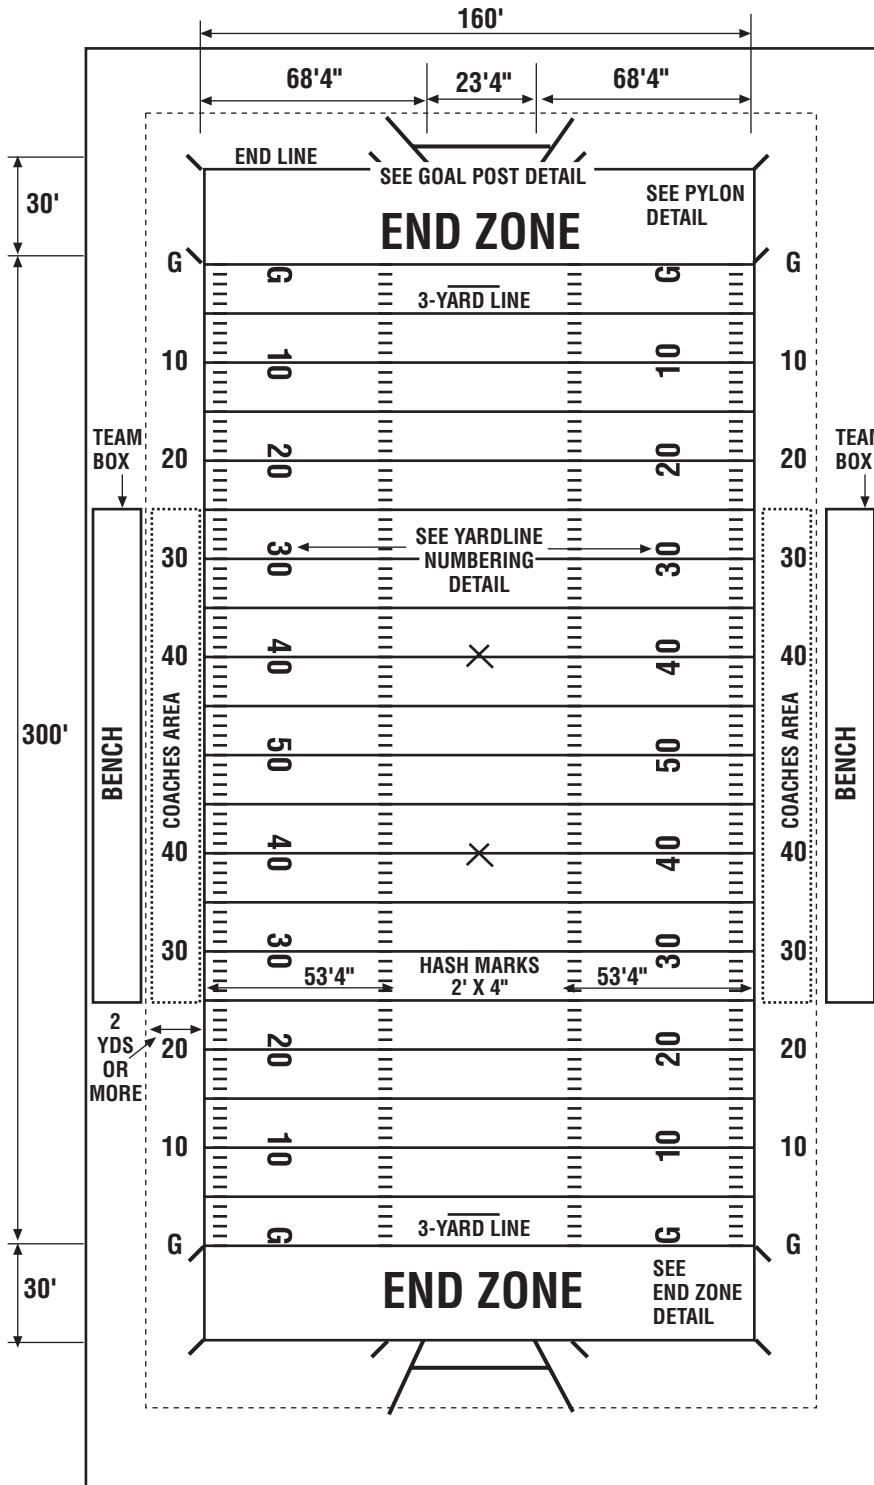 160'
68'4" 23'4" 68'4"
END LINE
SEE GOAL POST DETAIL
30'
SEE PYLON
DETAIL
END ZONE
G G G G
3-YARD LINE
10 10 10 10
TEAM
BOX
20 20 20 20
TEAM
BOX
30 30 30 30
SEE YARDLINE
NUMBERING
DETAIL
40 40 40 40
300'
BENCH
COACHES AREA
50 50
COACHES AREA
BENCH
40 40 40 40
30 30 30 30
53'4" HASH MARKS 53'4"
2' X 4"
2
YDS
OR
MORE
20 20 20 20
10 10 10 10
3-YARD LINE
G G G G
30'
END ZONE
SEE
END ZONE
DETAIL